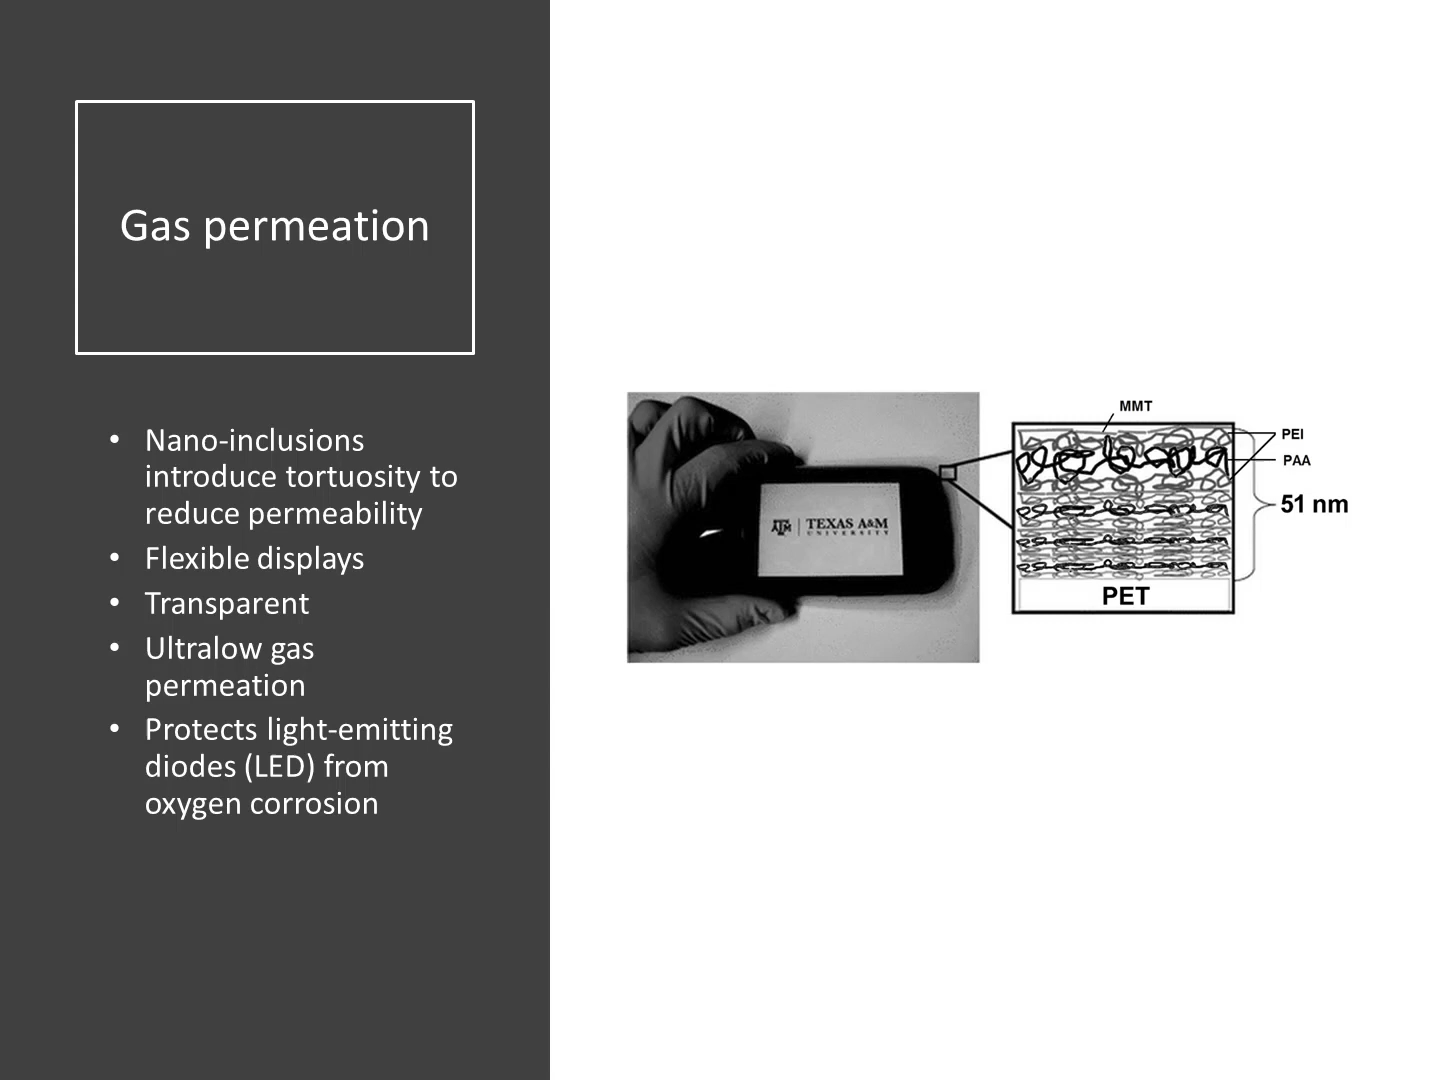 Gas permeation
• Nano-inclusions
introduce tortuosity to
reduce permeability
• Flexible displays
• Transparent
• Ultralow gas
permeation
• Protects light-emitting
diodes (LED) from
oxygen corrosion
ATM | TEXAS A&M
UNIVERSITY
MMT
PEI
PAA
51 nm
PET